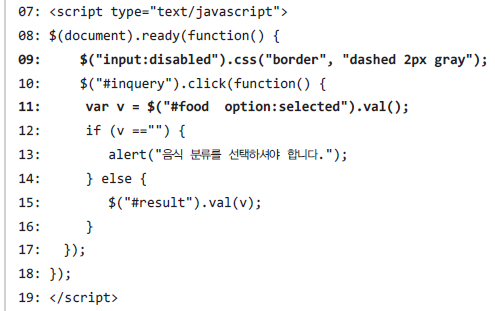 07: <script type="text/javascript">
08: $(document).ready(function() {
09:     $("input:disabled").css("border", "dashed 2px gray");
10:     $("#inquery").click(function() {
11:      var v = $("#food  option:selected").val();
12:      if (v =="") {
13:         alert("음식 분류를 선택하셔야 합니다.");
14:      } else {
15:         $("#result").val(v);
16:      }
17:   });
18: });
19: </script>